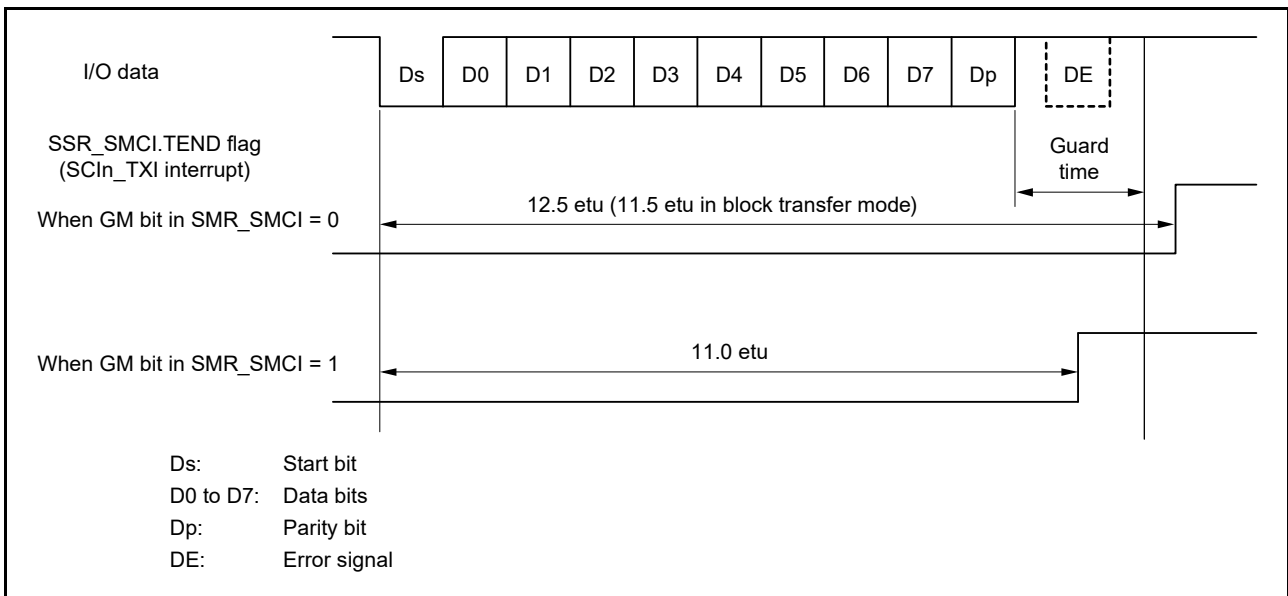 I/O data
Ds D0 D1 D2 D3 D4 D5 D6 D7 Dp DE
SSR_SMCI.TEND flag
(SCIn_TXI interrupt)
Guard
time
When GM bit in SMR_SMCI = 0
12.5 etu (11.5 etu in block transfer mode)
When GM bit in SMR_SMCI = 1
11.0 etu
Ds: Start bit
D0 to D7: Data bits
Dp: Parity bit
DE: Error signal